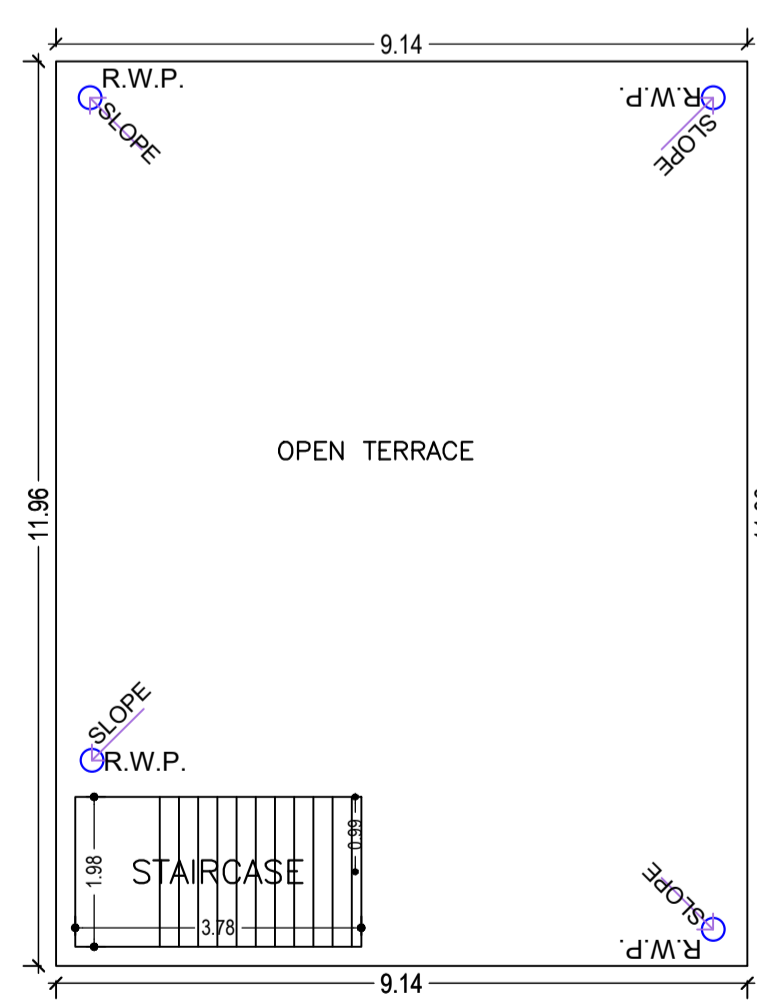 9.14
R.W.P.
R.W.P.
SLOPE
SLOPE
OPEN TERRACE
11.96
SLOPE
R.W.P.
0.99
1.98
STAIRCASE
3.78
SLOPE
R.W.P.
9.14